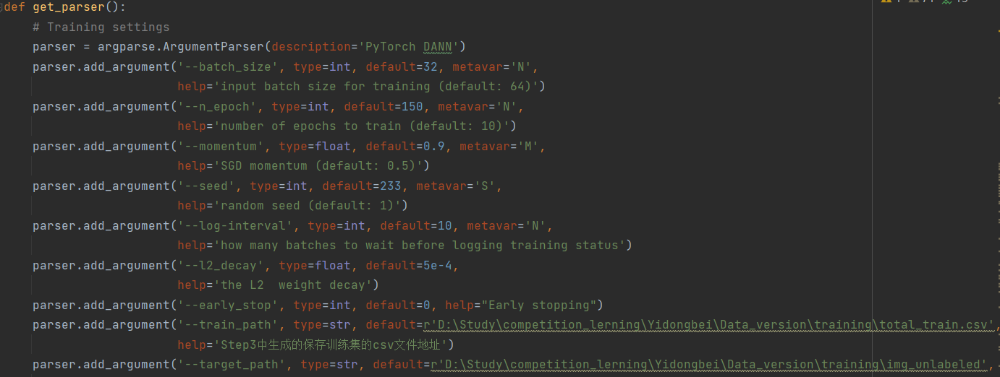 def get_parser():
    # Training settings
    parser = argparse.ArgumentParser(description='PyTorch DANN')
    parser.add_argument('--batch_size', type=int, default=32, metavar='N',
                        help='input batch size for training (default: 64)')
    parser.add_argument('--n_epoch', type=int, default=150, metavar='N',
                        help='number of epochs to train (default: 10)')
    parser.add_argument('--momentum', type=float, default=0.9, metavar='M',
                        help='SGD momentum (default: 0.5)')
    parser.add_argument('--seed', type=int, default=233, metavar='S',
                        help='random seed (default: 1)')
    parser.add_argument('--log-interval', type=int, default=10, metavar='N',
                        help='how many batches to wait before logging training status')
    parser.add_argument('--l2_decay', type=float, default=5e-4,
                        help='the L2  weight decay')
    parser.add_argument('--early_stop', type=int, default=0, help="Early stopping")
    parser.add_argument('--train_path', type=str, default=r'D:\Study\competition_lerning\Yidongbei\Data_version\training\total_train.csv',
                        help='Step3中生成的保存训练集的csv文件地址')
    parser.add_argument('--target_path', type=str, default=r'D:\Study\competition_lerning\Yidongbei\Data_version\training\img_unlabeled',